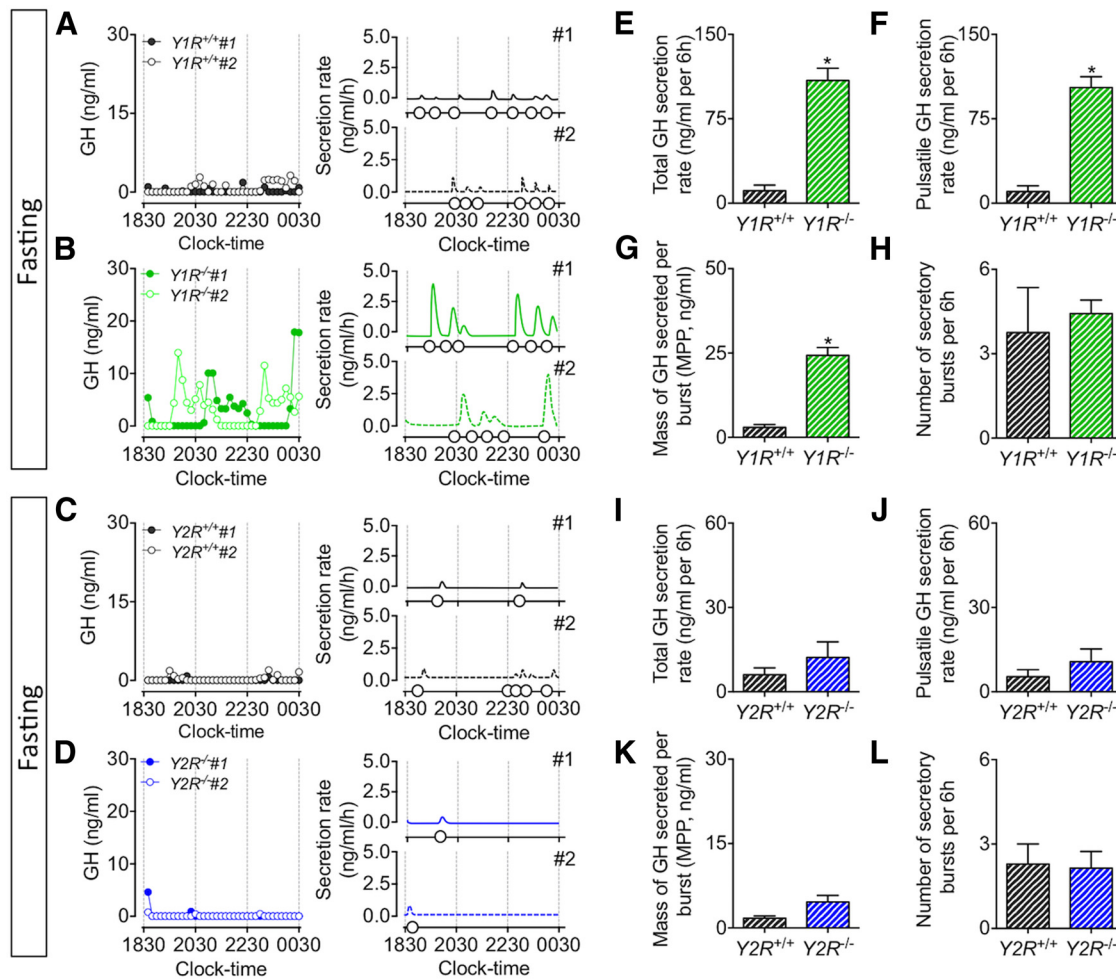 Fasting
A
30
15
0
GH (ng/ml)
Y1R+/+#1
Y1R+/+#2
1830 2030 2230 0030
Clock-time
Secretion rate
(ng/ml/h)
5.0
2.5
0.0
#1
5.0
2.5
0.0
#2
1830 2030 2230 0030
Clock-time
B
30
20
10
0
GH (ng/ml)
Y1R-/-#1
Y1R-/-#2
1830 2030 2230 0030
Clock-time
Secretion rate
(ng/ml/h)
5.0
2.5
0.0
#1
5.0
2.5
0.0
#2
1830 2030 2230 0030
Clock-time
E
Total GH secretion
rate (ng/ml per 6h)
150
75
0
*
Y1R+/+ Y1R-/-
F
Pulsatile GH secretion
rate (ng/ml per 6h)
150
75
0
*
Y1R+/+ Y1R-/-
G
Mass of GH secreted per
burst (MPP, ng/ml)
50
25
0
*
Y1R+/+ Y1R-/-
H
Number of secretory
bursts per 6h
6
3
0
Y1R+/+ Y1R-/-
Fasting
C
30
15
0
GH (ng/ml)
Y2R+/+#1
Y2R+/+#2
1830 2030 2230 0030
Clock-time
Secretion rate
(ng/ml/h)
5.0
2.5
0.0
#1
5.0
2.5
0.0
#2
1830 2030 2230 0030
Clock-time
D
30
20
10
0
GH (ng/ml)
Y2R-/-#1
Y2R-/-#2
1830 2030 2230 0030
Clock-time
Secretion rate
(ng/ml/h)
5.0
2.5
0.0
#1
5.0
2.5
0.0
#2
1830 2030 2230 0030
Clock-time
I
Total GH secretion
rate (ng/ml per 6h)
60
30
0
Y2R+/+ Y2R-/-
J
Pulsatile GH secretion
rate (ng/ml per 6h)
60
30
0
Y2R+/+ Y2R-/-
K
Mass of GH secreted per
burst (MPP, ng/ml)
30
15
0
Y2R+/+ Y2R-/-
L
Number of secretory
bursts per 6h
6
3
0
Y2R+/+ Y2R-/-